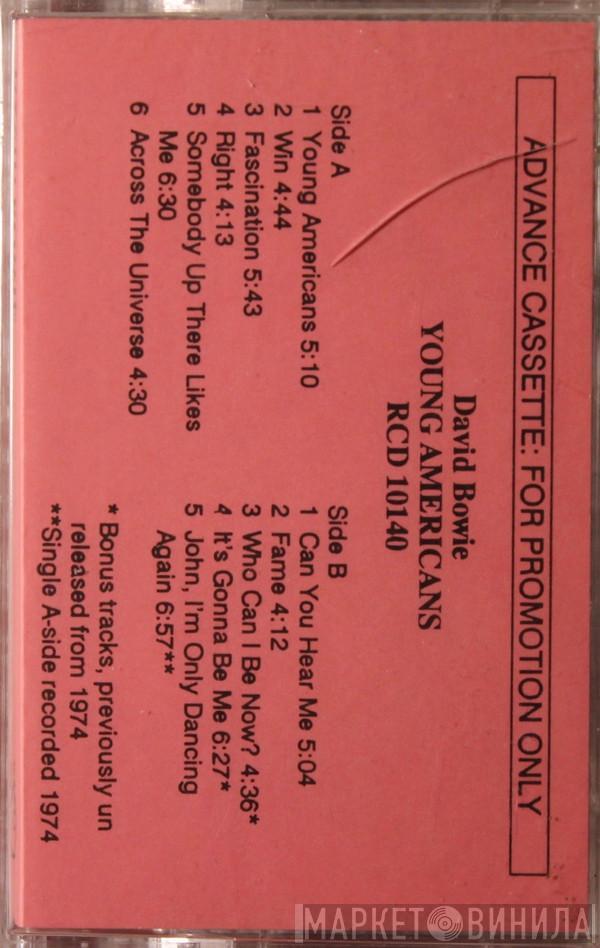 ADVANCE CASSETTE: FOR PROMOTION ONLY
David Bowie
YOUNG AMERICANS
RCD 10140
Side A
1 Young Americans 5:10
2 Win 4:44
3 Fascination 5:43
4 Right 4:13
5 Somebody Up There Likes
Me 6:30
6 Across The Universe 4:30
Side B
1 Can You Hear Me 5:04
2 Fame 4:12
3 Who Can I Be Now? 4:36*
4 It's Gonna Be Me 6:27*
5 John, I'm Only Dancing
Again 6:57**
* Bonus tracks, previously un
released from 1974
**Single A-side recorded 1974
МАРКЕТ ВИНИЛА